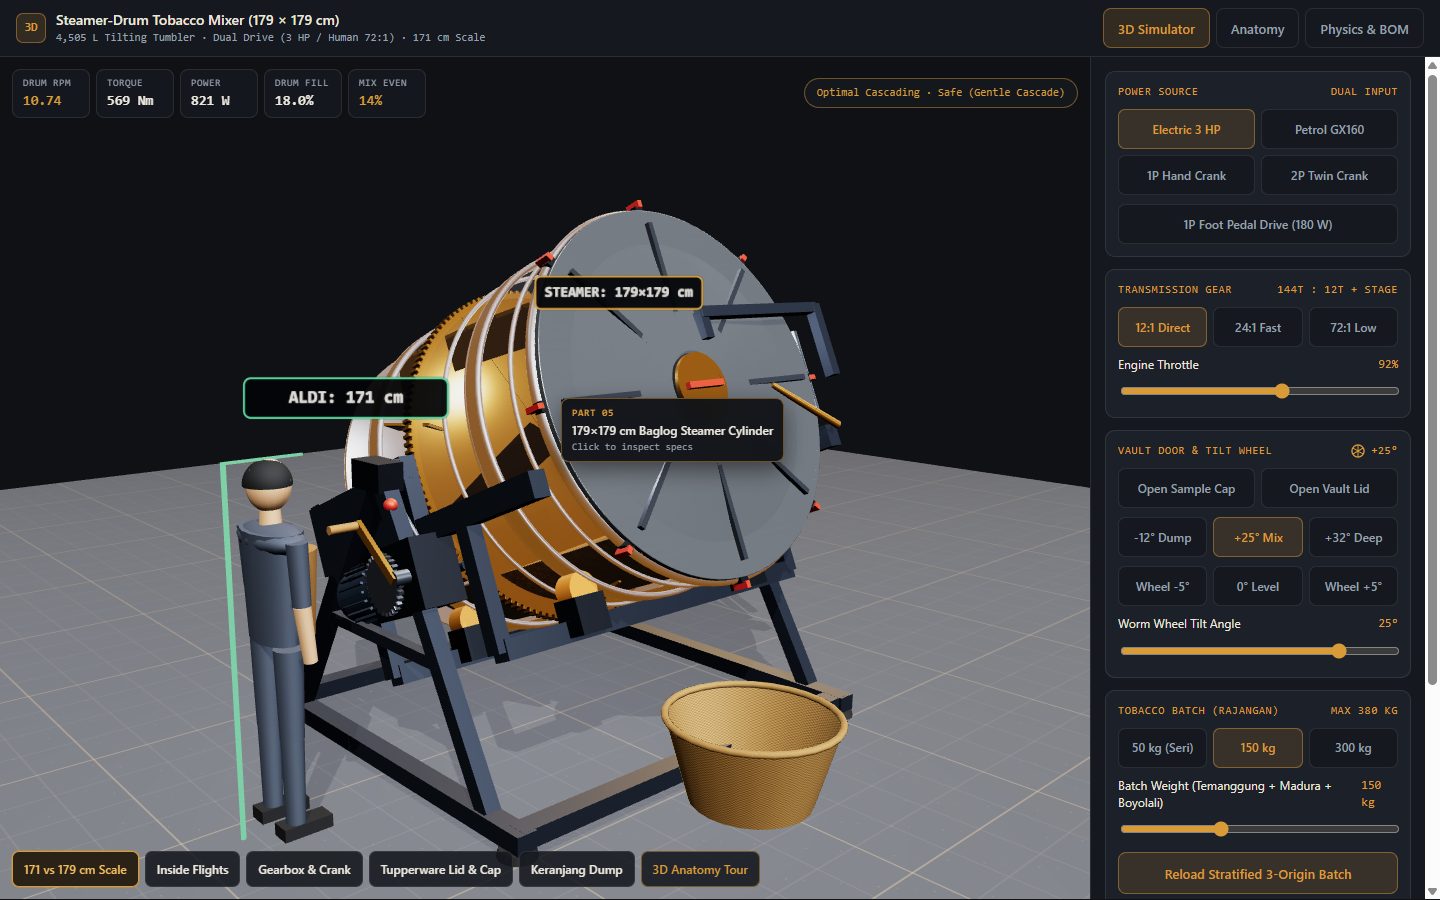 3D
Steamer-Drum Tobacco Mixer (179 × 179 cm)
4,505 L Tilting Tumbler · Dual Drive (3 HP / Human 72:1) · 171 cm Scale
3D Simulator
Anatomy
Physics & BOM
DRUM RPM
10.74
TORQUE
569 Nm
POWER
821 W
DRUM FILL
18.0%
MIX EVEN
14%
Optimal Cascading · Safe (Gentle Cascade)
STEAMER: 179×179 cm
ALDI: 171 cm
PART 05
179×179 cm Baglog Steamer Cylinder
Click to inspect specs
171 vs 179 cm Scale
Inside Flights
Gearbox & Crank
Tupperware Lid & Cap
Keranjang Dump
3D Anatomy Tour
POWER SOURCE
DUAL INPUT
Electric 3 HP
Petrol GX160
1P Hand Crank
2P Twin Crank
1P Foot Pedal Drive (180 W)
TRANSMISSION GEAR
144T : 12T + STAGE
12:1 Direct
24:1 Fast
72:1 Low
Engine Throttle
92%
VAULT DOOR & TILT WHEEL
+25°
Open Sample Cap
Open Vault Lid
-12° Dump
+25° Mix
+32° Deep
Wheel -5°
0° Level
Wheel +5°
Worm Wheel Tilt Angle
25°
TOBACCO BATCH (RAJANGAN)
MAX 380 KG
50 kg (Seri)
150 kg
300 kg
Batch Weight (Temanggung + Madura +
Boyolali)
150
kg
Reload Stratified 3-Origin Batch